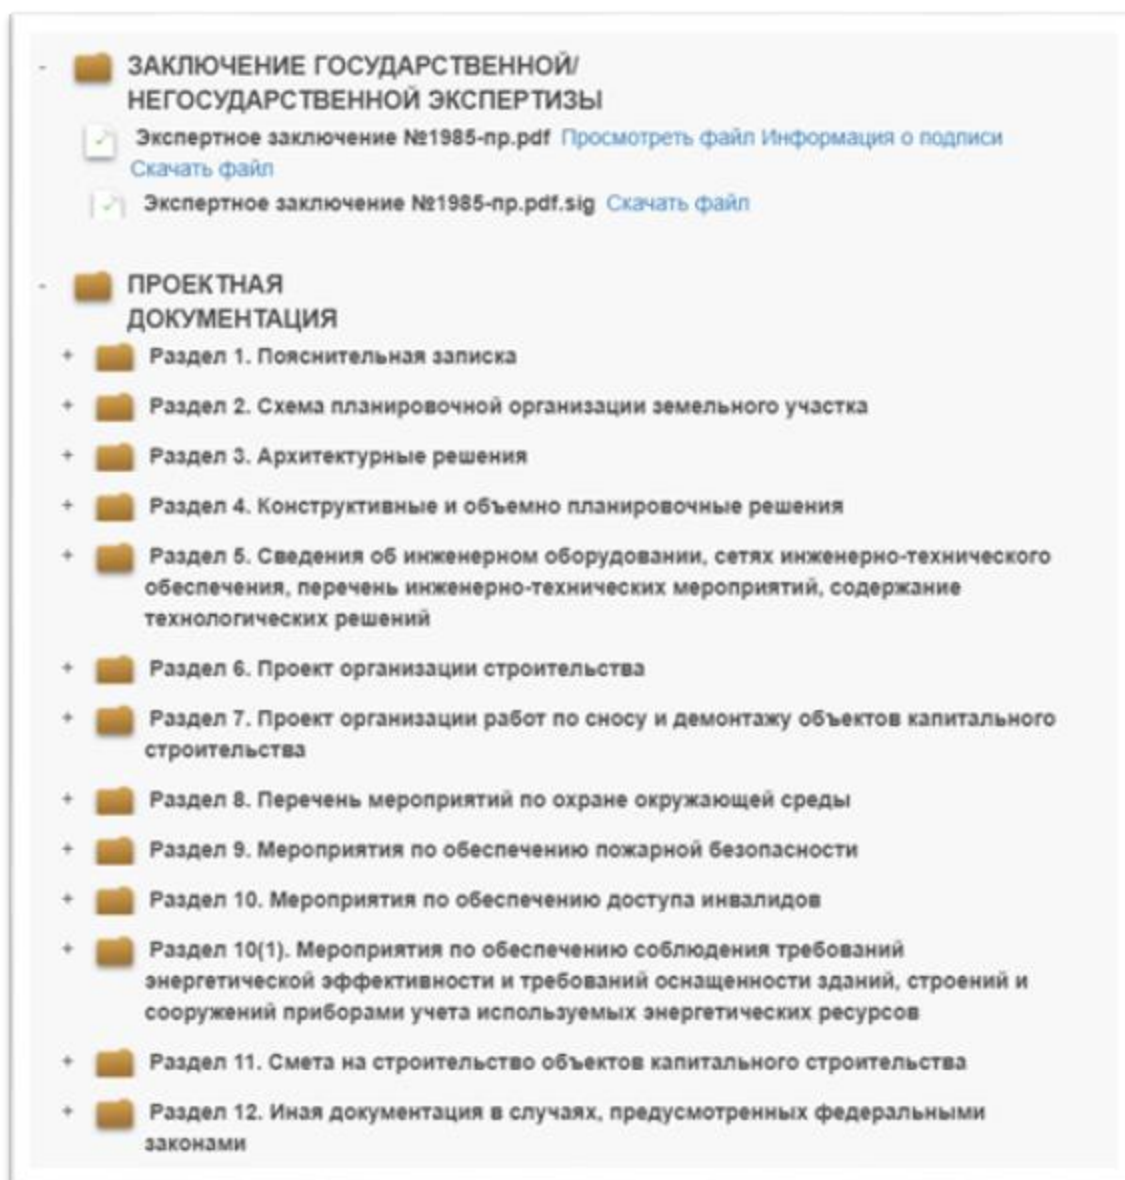 - ЗАКЛЮЧЕНИЕ ГОСУДАРСТВЕННОЙ/
НЕГОСУДАРСТВЕННОЙ ЭКСПЕРТИЗЫ
Экспертное заключение №1985-пр.pdf Просмотреть файл Информация о подписи
Скачать файл
Экспертное заключение №1985-пр.pdf.sig Скачать файл
- ПРОЕКТНАЯ
ДОКУМЕНТАЦИЯ
+ Раздел 1. Пояснительная записка
+ Раздел 2. Схема планировочной организации земельного участка
+ Раздел 3. Архитектурные решения
+ Раздел 4. Конструктивные и объемно планировочные решения
+ Раздел 5. Сведения об инженерном оборудовании, сетях инженерно-технического
обеспечения, перечень инженерно-технических мероприятий, содержание
технологических решений
+ Раздел 6. Проект организации строительства
+ Раздел 7. Проект организации работ по сносу и демонтажу объектов капитального
строительства
+ Раздел 8. Перечень мероприятий по охране окружающей среды
+ Раздел 9. Мероприятия по обеспечению пожарной безопасности
+ Раздел 10. Мероприятия по обеспечению доступа инвалидов
+ Раздел 10(1). Мероприятия по обеспечению соблюдения требований
энергетической эффективности и требований оснащенности зданий, строений и
сооружений приборами учета используемых энергетических ресурсов
+ Раздел 11. Смета на строительство объектов капитального строительства
+ Раздел 12. Иная документация в случаях, предусмотренных федеральными
законами